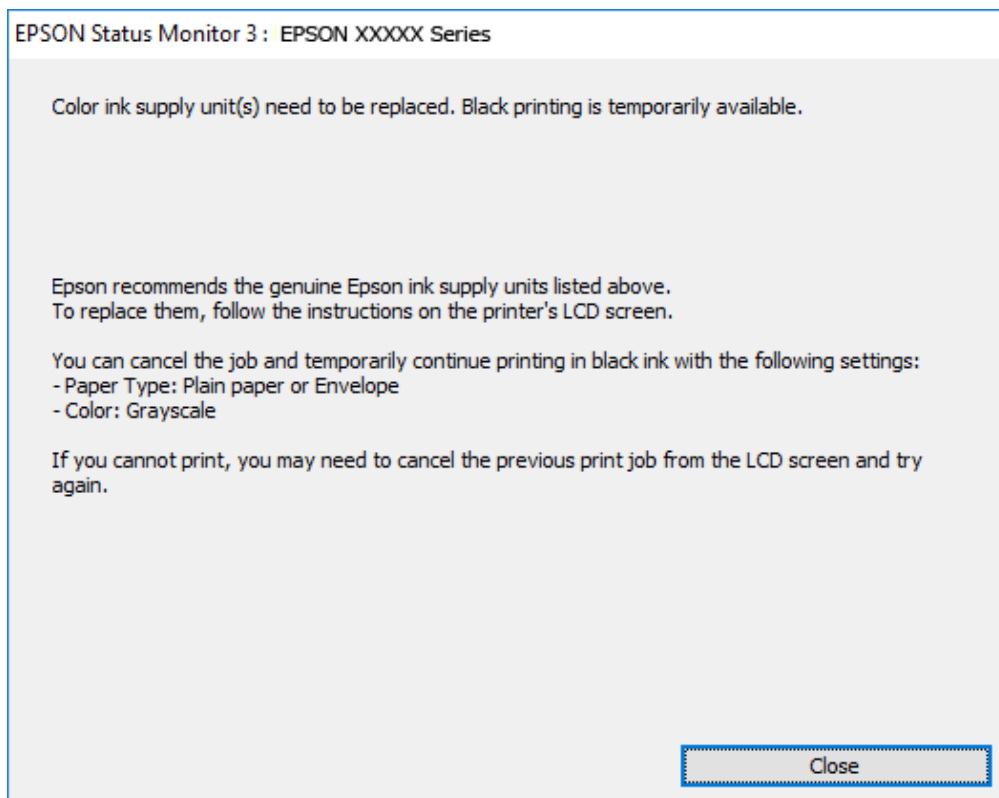 EPSON Status Monitor 3 : EPSON XXXXX Series
Color ink supply unit(s) need to be replaced. Black printing is temporarily available.
Epson recommends the genuine Epson ink supply units listed above.
To replace them, follow the instructions on the printer's LCD screen.
You can cancel the job and temporarily continue printing in black ink with the following settings:
- Paper Type: Plain paper or Envelope
- Color: Grayscale
If you cannot print, you may need to cancel the previous print job from the LCD screen and try
again.
Close